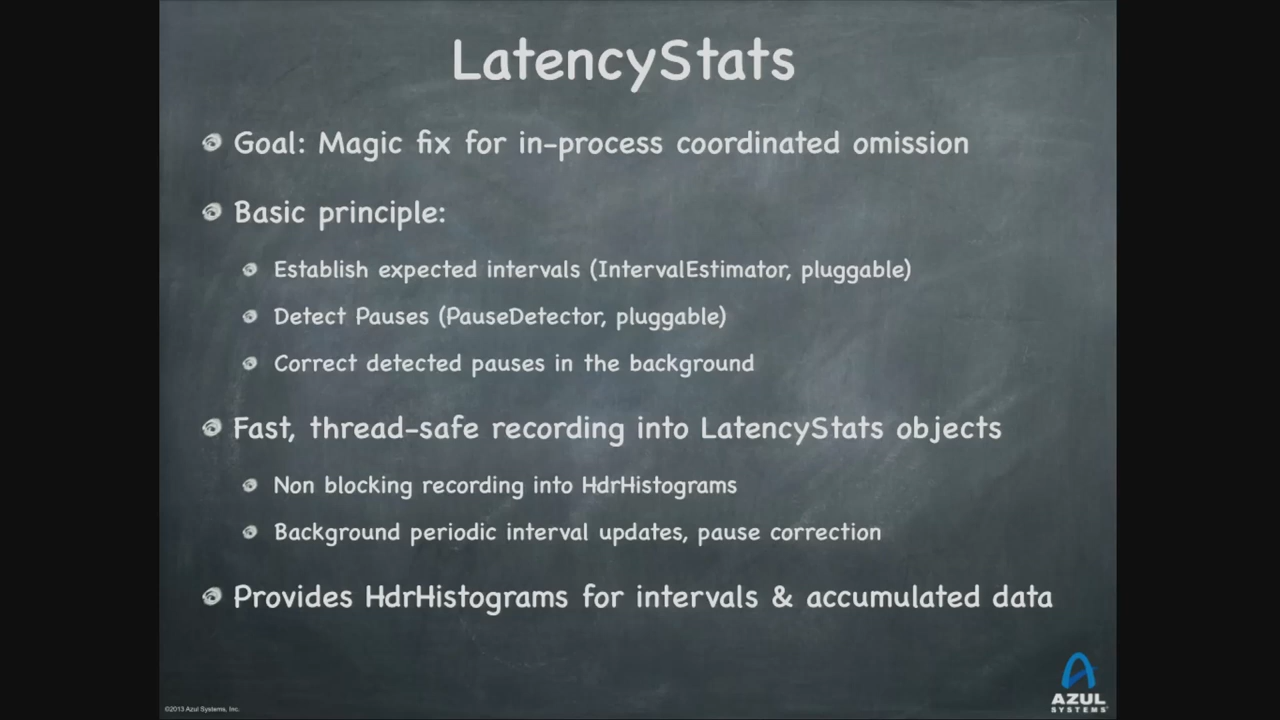 LatencyStats
Goal: Magic fix for in-process coordinated omission
Basic principle:
Establish expected intervals (IntervalEstimator, pluggable)
Detect Pauses (PauseDetector, pluggable)
Correct detected pauses in the background
Fast, thread-safe recording into LatencyStats objects
Non blocking recording into HdrHistograms
Background periodic interval updates, pause correction
Provides HdrHistograms for intervals & accumulated data
©2013 Azul Systems, Inc.
AZUL
SYSTEMS